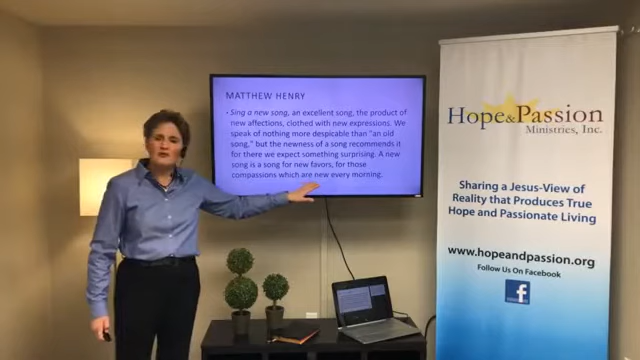 MATTHEW HENRY
• Sing a new song, an excellent song, the product of
new affections, clothed with new expressions. We
speak of nothing more despicable than "an old
song," but the newness of a song recommends it
for there we expect something surprising. A new
song is a song for new favors, for those
compassions which are new every morning.
Hope&Passion
Ministries, Inc.
Sharing a Jesus-View of
Reality that Produces True
Hope and Passionate Living
www.hopeandpassion.org
Follow Us On Facebook
f